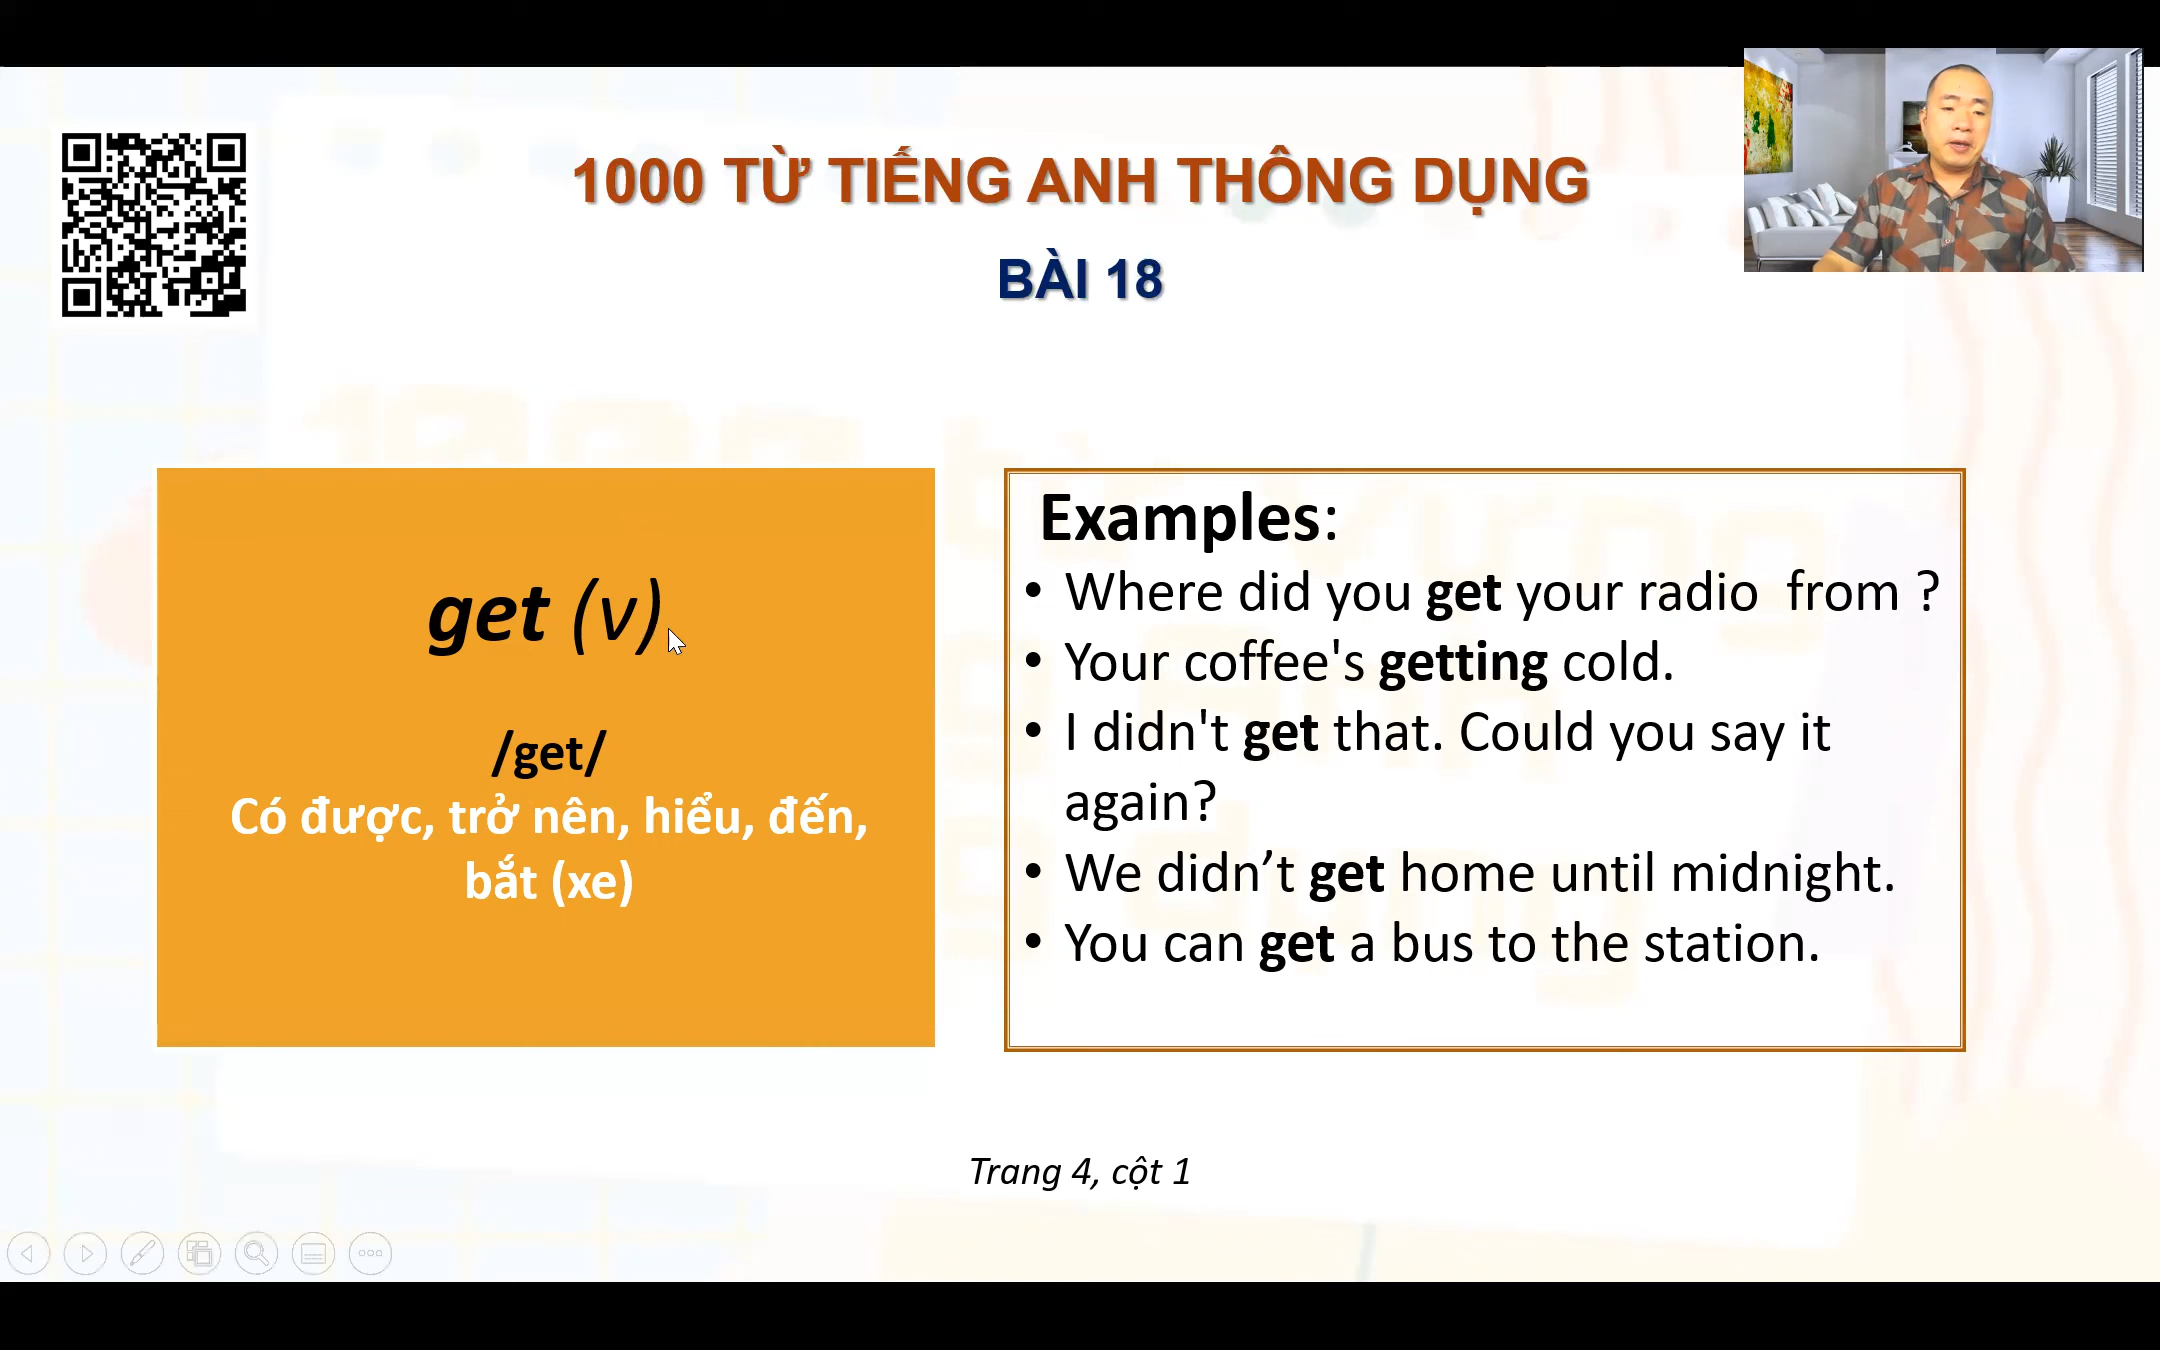 1000 TỪ TIẾNG ANH THÔNG DỤNG
BÀI 18
get (v)
/get/
Có được, trở nên, hiểu, đến,
bắt (xe)
Examples:
• Where did you get your radio  from ?
• Your coffee's getting cold.
• I didn't get that. Could you say it
again?
• We didn’t get home until midnight.
• You can get a bus to the station.
Trang 4, cột 1